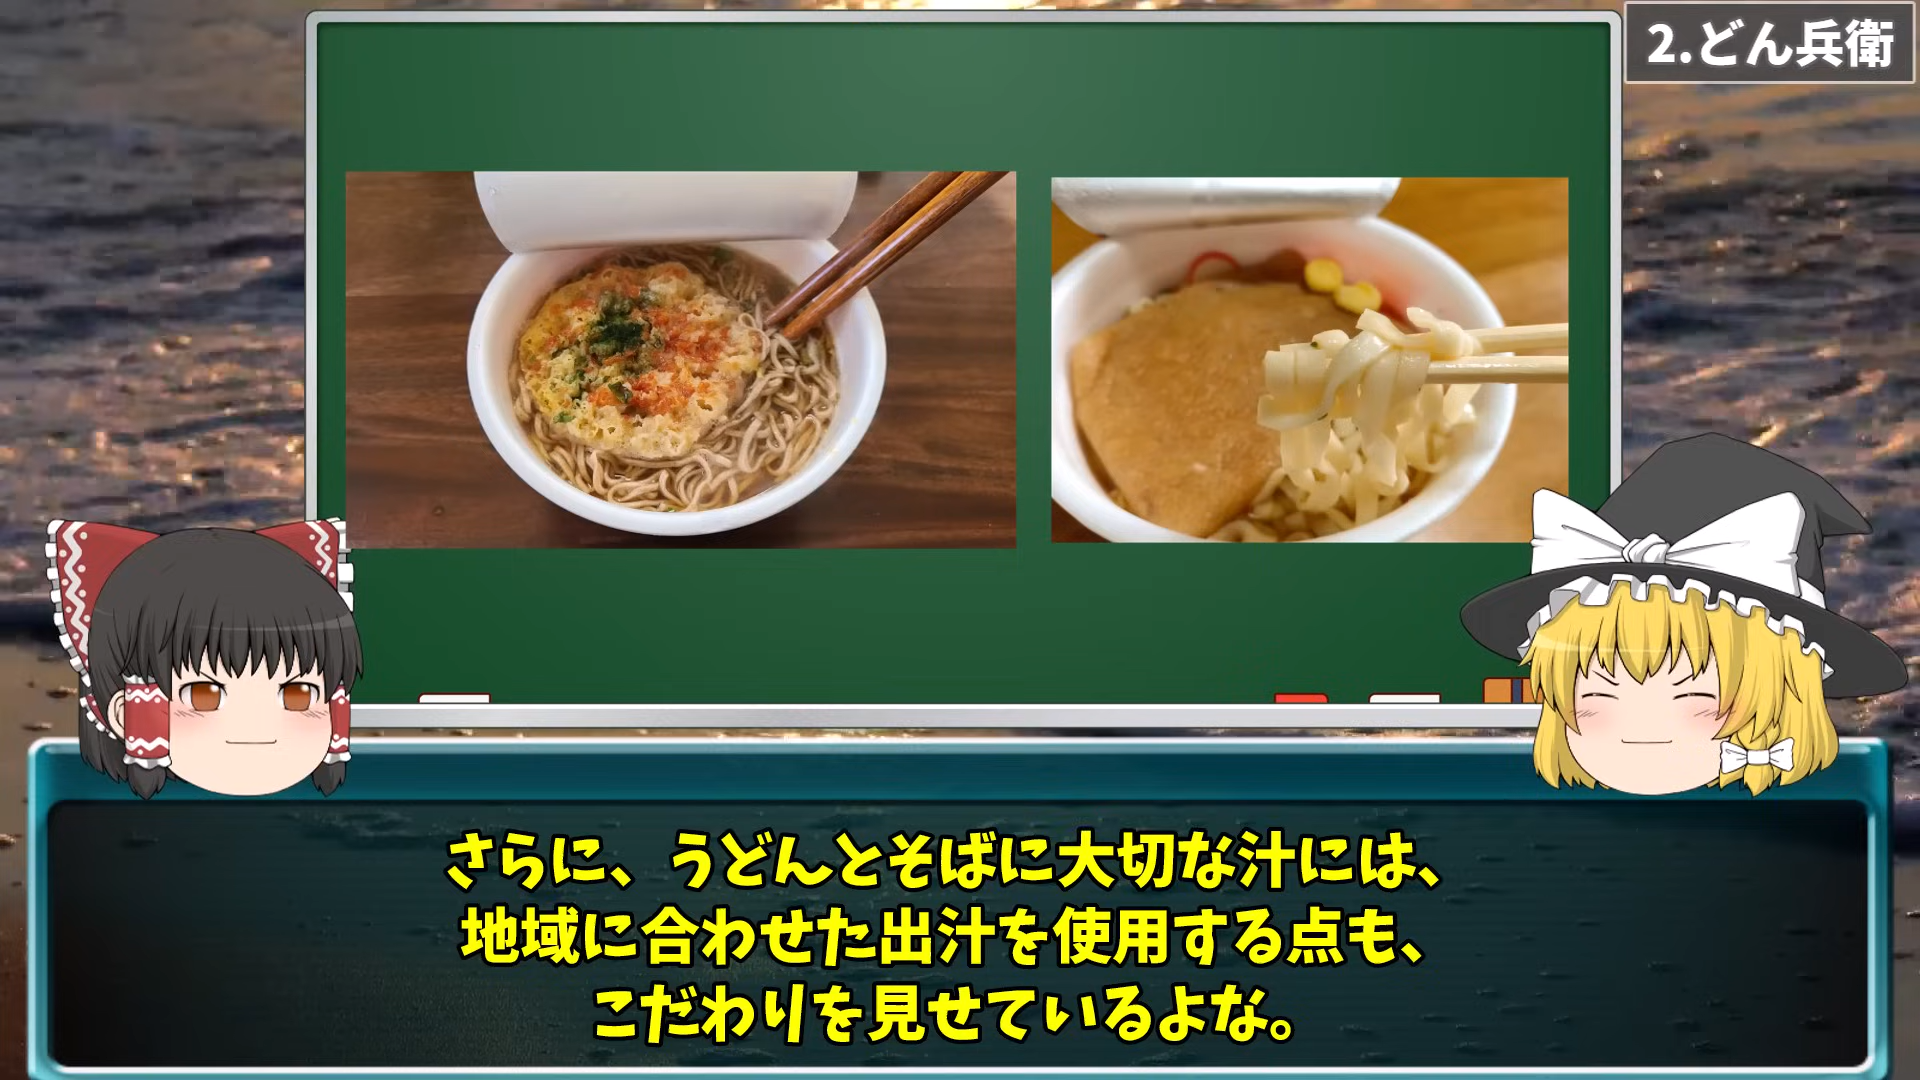 2.どん兵衛
さらに、うどんとそばに大切な汁には、
地域に合わせた出汁を使用する点も、
こだわりを見せているよな。